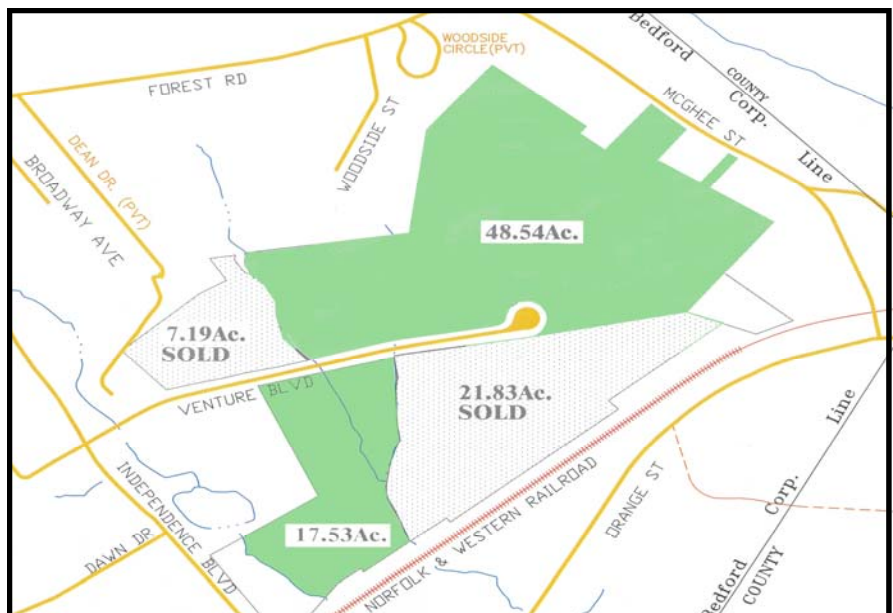 WOODSIDE
CIRCLE(PVT)
Bedford
COUNTY
Corp.
Line
FOREST RD
MCGHEE ST
WOODSIDE ST
DEAN DR. (PVT)
BROADWAY AVE
48.54Ac.
7.19Ac.
SOLD
VENTURE BLVD
21.83Ac.
SOLD
INDEPENDENCE BLVD
DAWN DR
17.53Ac.
NORFOLK & WESTERN RAILROAD
ORANGE ST
Bedford
COUNTY
Corp.
Line